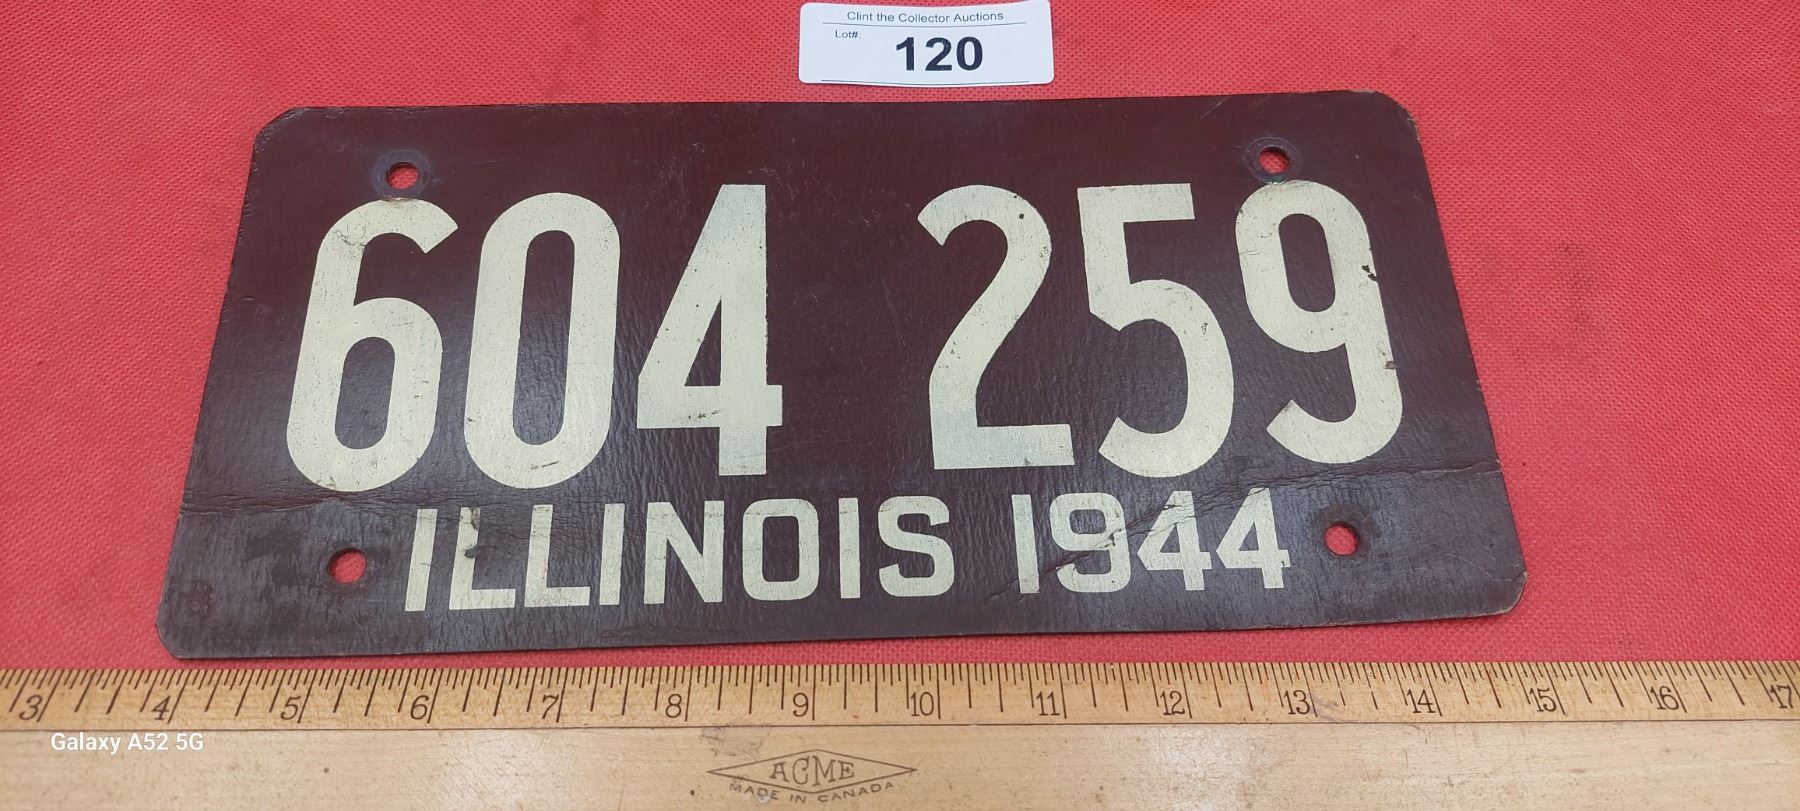 Clint the Collector Auctions
Lot#:
120
604 259
ILLINOIS 1944
3 4 5 6 7 8 9 10 11 12 13 14 15 16 17
Galaxy A52 5G
ACME
MADE IN CANADA